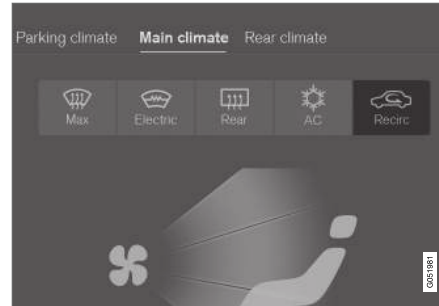 Parking climate Main climate Rear climate
Max Electric Rear AC Recirc
G051981